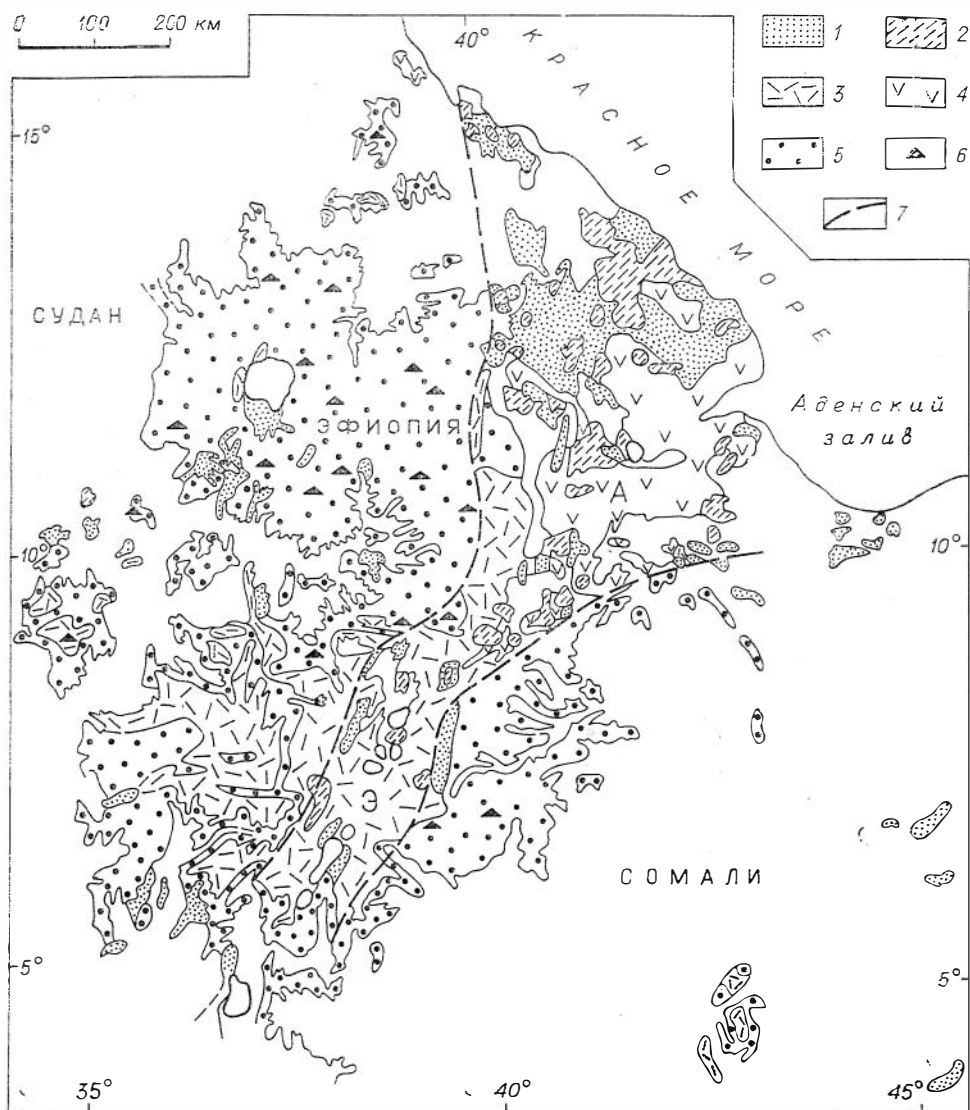 0 100 200 км
40°
КРАСНОЕ МОРЕ
1 2
3 4
5 6
7
15°
СУДАН
ЭФИОПИЯ
Аденский
залив
А
10° 10°
Э
СОМАЛИ
5° 5°
35° 40° 45°